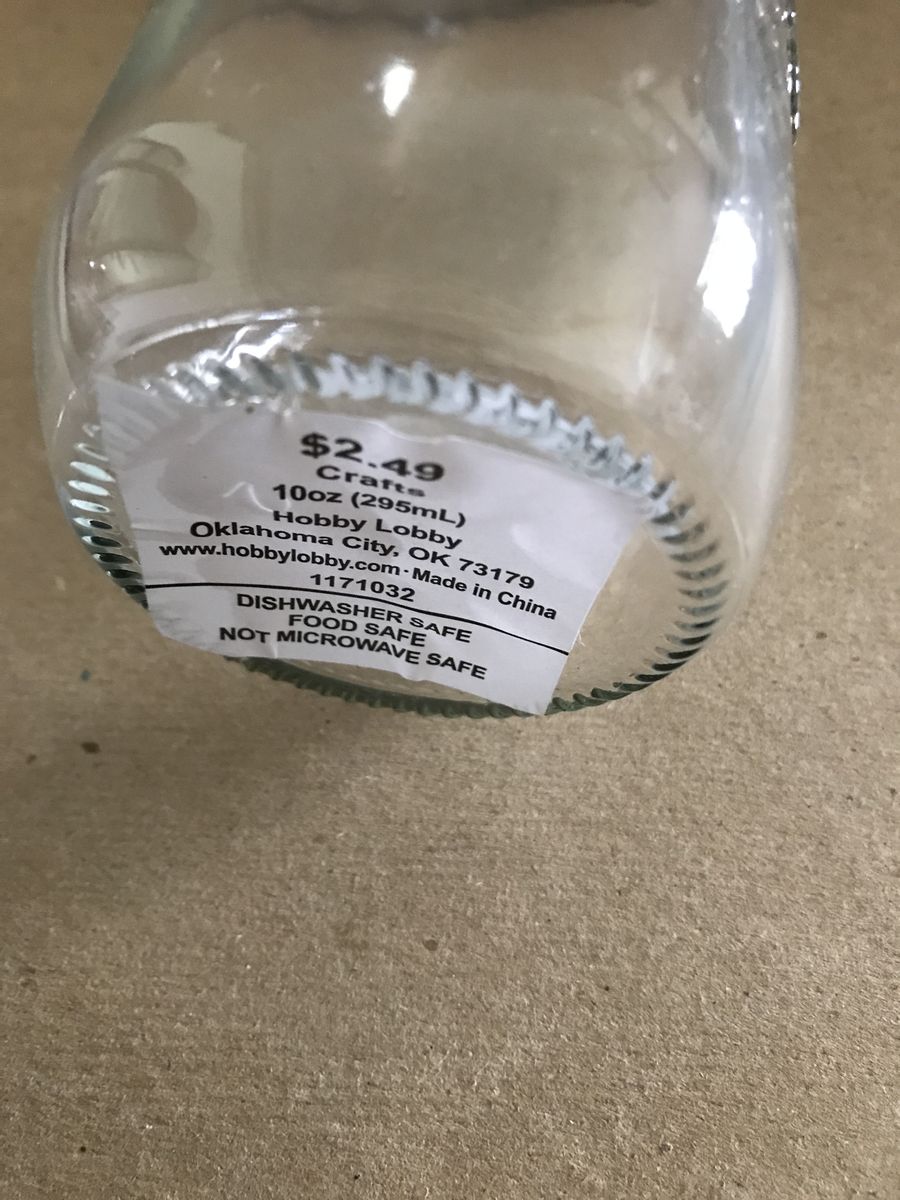 $2.49
Crafts
10oz (295mL)
Hobby Lobby
Oklahoma City, OK 73179
www.hobbylobby.com · Made in China
1171032
DISHWASHER SAFE
FOOD SAFE
NOT MICROWAVE SAFE